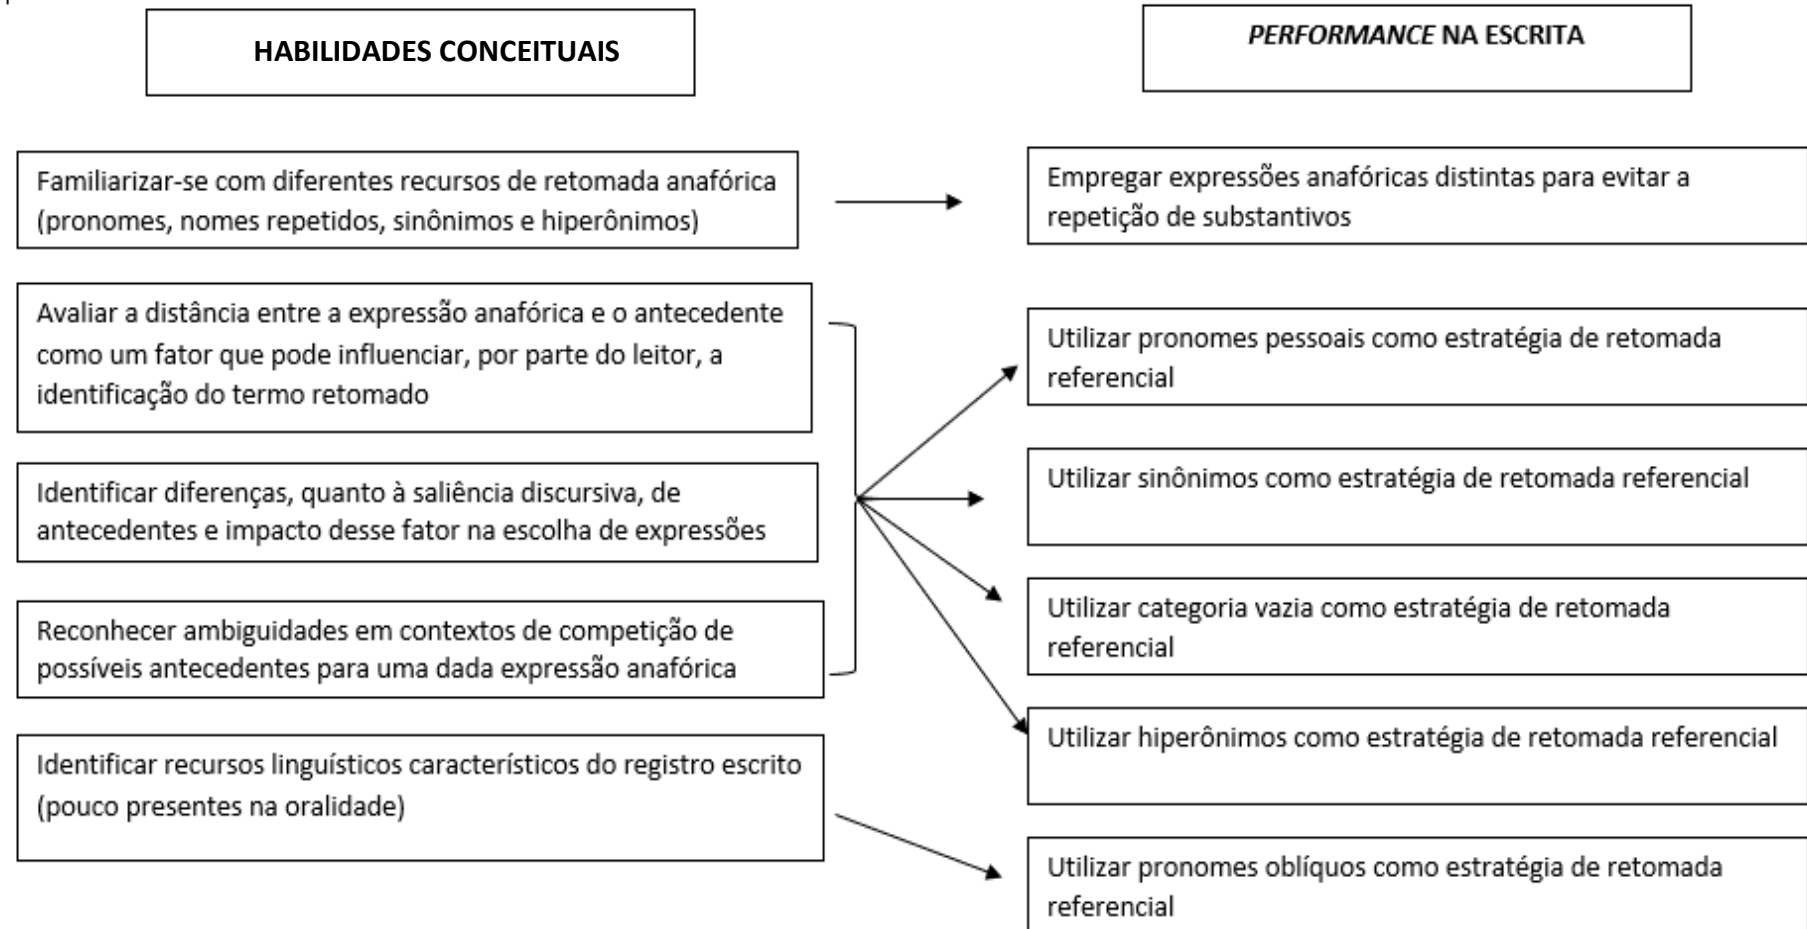 HABILIDADES CONCEITUAIS
PERFORMANCE NA ESCRITA
Familiarizar-se com diferentes recursos de retomada anafórica
(pronomes, nomes repetidos, sinônimos e hiperônimos)
Empregar expressões anafóricas distintas para evitar a
repetição de substantivos
Avaliar a distância entre a expressão anafórica e o antecedente
como um fator que pode influenciar, por parte do leitor, a
identificação do termo retomado
Identificar diferenças, quanto à saliência discursiva, de
antecedentes e impacto desse fator na escolha de expressões
Reconhecer ambiguidades em contextos de competição de
possíveis antecedentes para uma dada expressão anafórica
Identificar recursos linguísticos característicos do registro escrito
(pouco presentes na oralidade)
Utilizar pronomes pessoais como estratégia de retomada
referencial
Utilizar sinônimos como estratégia de retomada referencial
Utilizar categoria vazia como estratégia de retomada
referencial
Utilizar hiperônimos como estratégia de retomada referencial
Utilizar pronomes oblíquos como estratégia de retomada
referencial